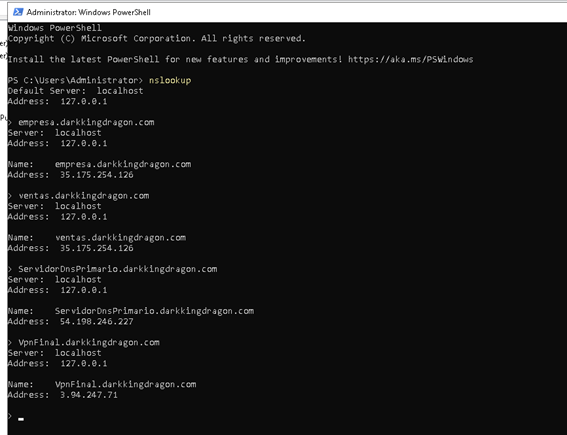 Administrator: Windows PowerShell
Windows PowerShell
Copyright (C) Microsoft Corporation. All rights reserved.
Install the latest PowerShell for new features and improvements! https://aka.ms/PSWindows
PS C:\Users\Administrator> nslookup
Default Server:  localhost
Address:  127.0.0.1
> empresa.darkkingdragon.com
Server:  localhost
Address:  127.0.0.1
Name:    empresa.darkkingdragon.com
Address:  35.175.254.126
> ventas.darkkingdragon.com
Server:  localhost
Address:  127.0.0.1
Name:    ventas.darkkingdragon.com
Address:  35.175.254.126
> ServidorDnsPrimario.darkkingdragon.com
Server:  localhost
Address:  127.0.0.1
Name:    ServidorDnsPrimario.darkkingdragon.com
Address:  54.198.246.227
> VpnFinal.darkkingdragon.com
Server:  localhost
Address:  127.0.0.1
Name:    VpnFinal.darkkingdragon.com
Address:  3.94.247.71
>